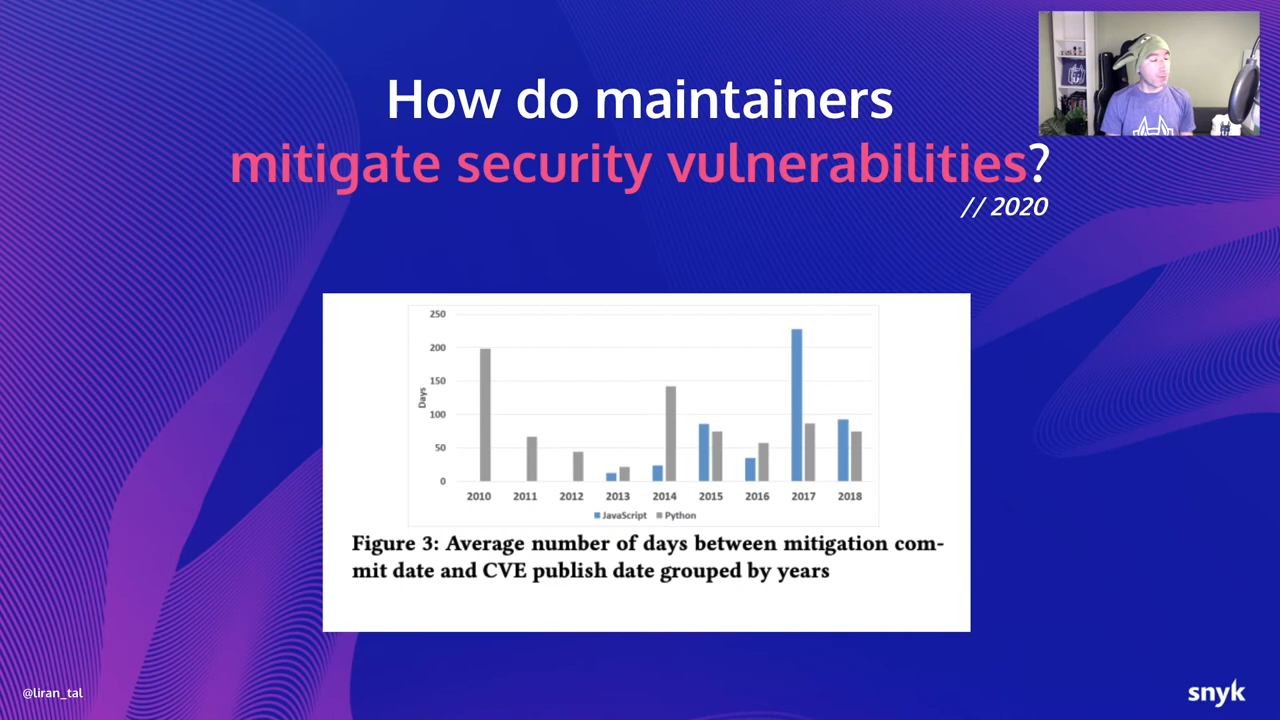 How do maintainers
mitigate security vulnerabilities?
// 2020
250
200
150
100
50
0
Days
2010 2011 2012 2013 2014 2015 2016 2017 2018
JavaScript Python
Figure 3: Average number of days between mitigation com-
mit date and CVE publish date grouped by years
@liran_tal
snyk